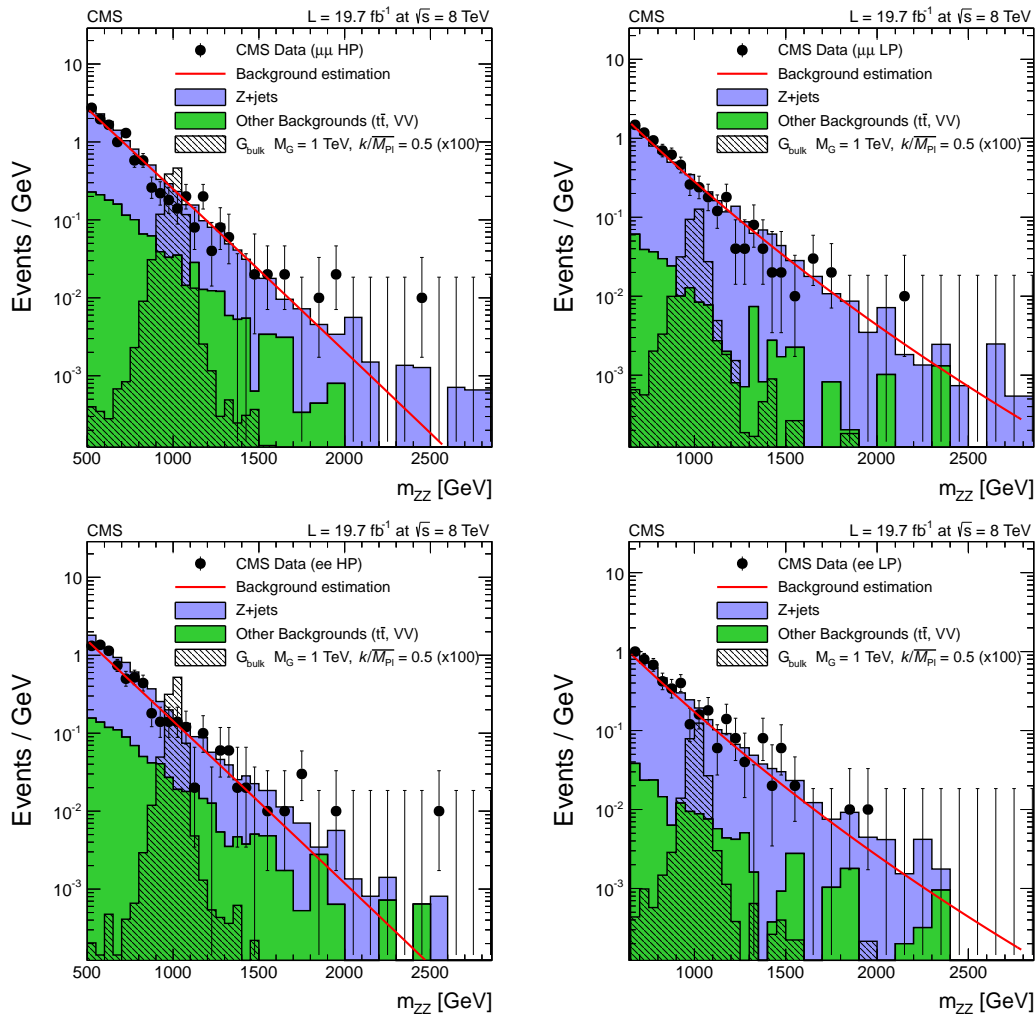 CMS L = 19.7 fb⁻¹ at √s = 8 TeV
CMS Data (μμ HP)
Background estimation
Z+jets
Other Backgrounds (tt̄, VV)
G_bulk M_G = 1 TeV, k/M̅_Pl = 0.5 (x100)
Events / GeV
10
1
10⁻¹
10⁻²
10⁻³
500 1000 1500 2000 2500
m_ZZ [GeV]
CMS L = 19.7 fb⁻¹ at √s = 8 TeV
CMS Data (μμ LP)
Background estimation
Z+jets
Other Backgrounds (tt̄, VV)
G_bulk M_G = 1 TeV, k/M̅_Pl = 0.5 (x100)
Events / GeV
10
1
10⁻¹
10⁻²
10⁻³
1000 1500 2000 2500
m_ZZ [GeV]
CMS L = 19.7 fb⁻¹ at √s = 8 TeV
CMS Data (ee HP)
Background estimation
Z+jets
Other Backgrounds (tt̄, VV)
G_bulk M_G = 1 TeV, k/M̅_Pl = 0.5 (x100)
Events / GeV
10
1
10⁻¹
10⁻²
10⁻³
500 1000 1500 2000 2500
m_ZZ [GeV]
CMS L = 19.7 fb⁻¹ at √s = 8 TeV
CMS Data (ee LP)
Background estimation
Z+jets
Other Backgrounds (tt̄, VV)
G_bulk M_G = 1 TeV, k/M̅_Pl = 0.5 (x100)
Events / GeV
10
1
10⁻¹
10⁻²
10⁻³
1000 1500 2000 2500
m_ZZ [GeV]